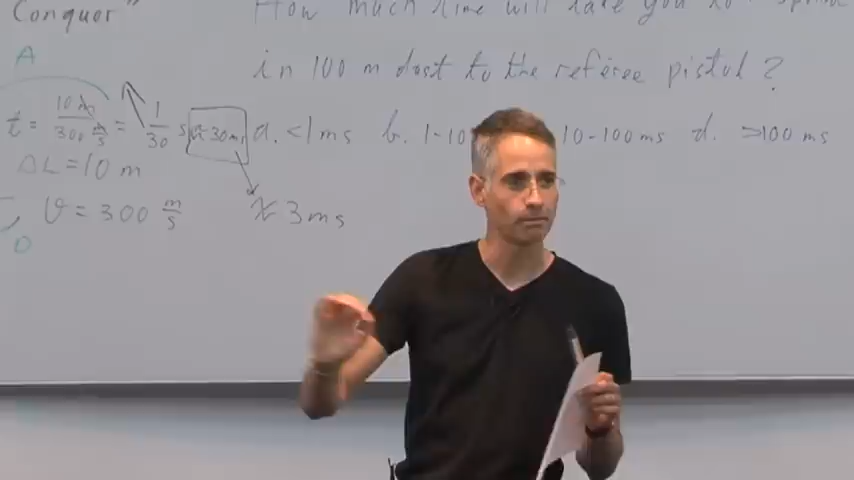 Conquer"
How much time will take you to sprint
in 100 m dost to the referee pistol?
A
t = 10 m / 300 m/s = 1/30 s ≈ 30 ms
a. <1 ms b. 1-10 10-100 ms d. >100 ms
ΔL = 10 m
v = 300 m/s ≈ 3 ms